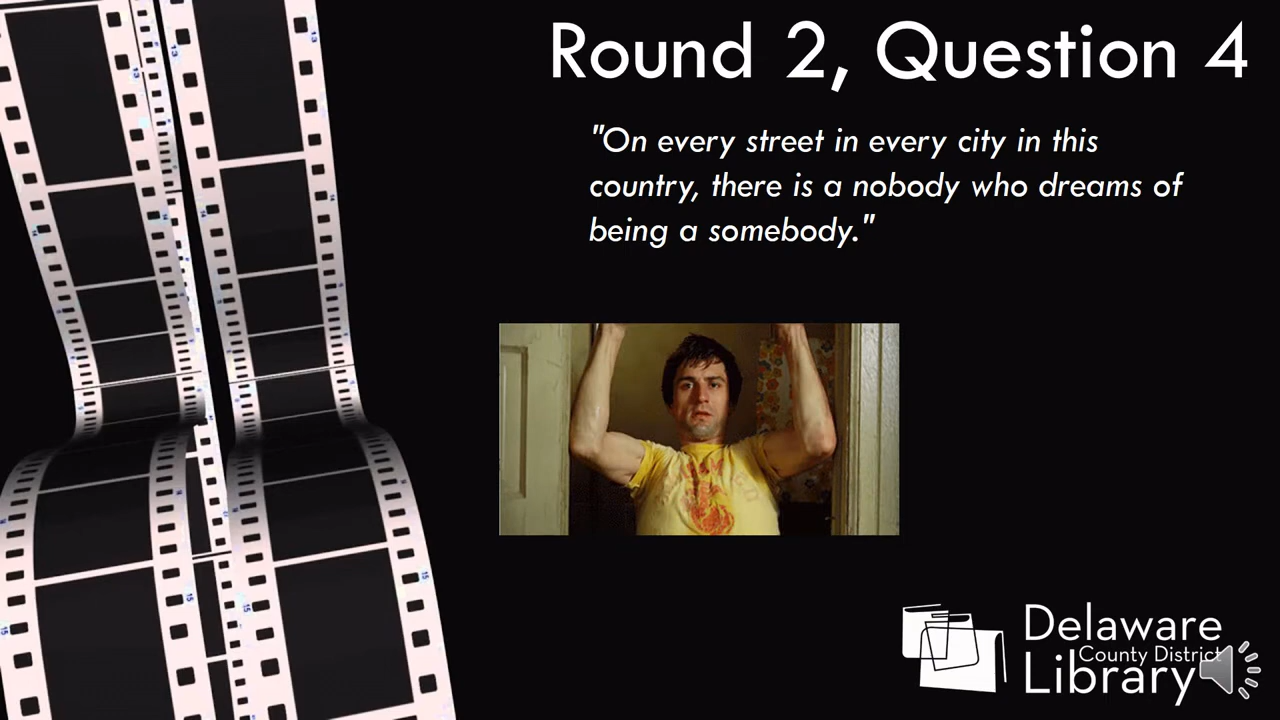 Round 2, Question 4
"On every street in every city in this
country, there is a nobody who dreams of
being a somebody."
Delaware
County District
Library